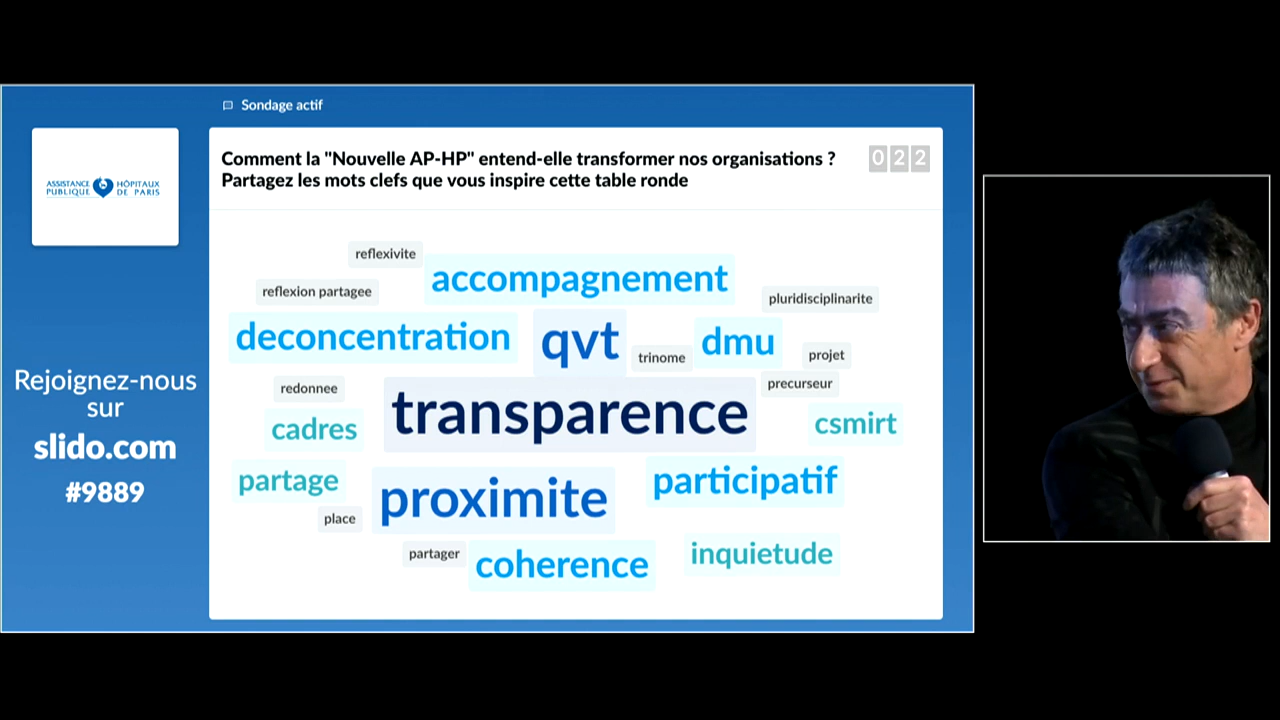 Sondage actif
ASSISTANCE HÔPITAUX
PUBLIQUE DE PARIS
Comment la "Nouvelle AP-HP" entend-elle transformer nos organisations ?
Partagez les mots clefs que vous inspire cette table ronde
022
reflexivite
accompagnement
reflexion partagee
pluridisciplinarite
deconcentration
qvt
trinome
dmu
projet
redonnee
transparence
precurseur
cadres
csmirt
partage
proximite
participatif
place
partager
coherence
inquietude
Rejoignez-nous
sur
slido.com
#9889